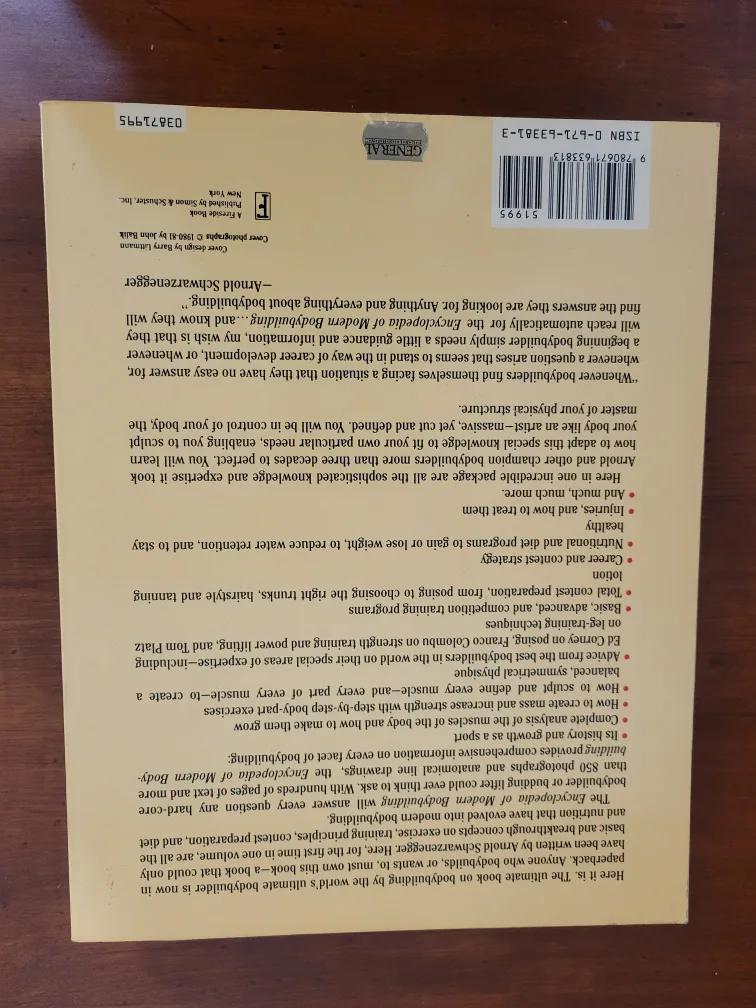 Here it is. The ultimate book on bodybuilding by the world's ultimate bodybuilder is now in
paperback. Anyone who bodybuilds, or wants to, must own this book—a book that could only
have been written by Arnold Schwarzenegger. Here, for the first time in one volume, are all the
basic and breakthrough concepts on exercise, training principles, contest preparation, and diet
and nutrition that have evolved into modern bodybuilding.
The Encyclopedia of Modern Bodybuilding will answer every question any hard-core
bodybuilder or budding lifter could ever think to ask. With hundreds of pages of text and more
than 850 photographs and anatomical line drawings, the Encyclopedia of Modern Body-
building provides comprehensive information on every facet of bodybuilding:
• Its history and growth as a sport
• Complete analysis of the muscles of the body and how to make them grow
• How to create mass and increase strength with step-by-step body-part exercises
• How to sculpt and define every muscle—and every part of every muscle—to create a
balanced, symmetrical physique
• Advice from the best bodybuilders in the world on their special areas of expertise—including
Ed Corney on posing, Franco Columbu on strength training and power lifting, and Tom Platz
on leg-training techniques
• Basic, advanced, and competition training programs
• Total contest preparation, from posing to choosing the right trunks, hairstyle and tanning
lotion
• Career and contest strategy
• Nutritional and diet programs to gain or lose weight, to reduce water retention, and to stay
healthy
• Injuries, and how to treat them
• And much, much more.
Here in one incredible package are all the sophisticated knowledge and expertise it took
Arnold and other champion bodybuilders more than three decades to perfect. You will learn
how to adapt this special knowledge to fit your own particular needs, enabling you to sculpt
your body like an artist—massive, yet cut and defined. You will be in control of your body, the
master of your physical structure.
"Whenever bodybuilders find themselves facing a situation that they have no easy answer for,
whenever a question arises that seems to stand in the way of career development, or whenever
a beginning bodybuilder simply needs a little guidance and information, my wish is that they
will reach automatically for the Encyclopedia of Modern Bodybuilding...and know they will
find the answers they are looking for. Anything and everything about bodybuilding."
—Arnold Schwarzenegger
Cover design by Barry Littmann
Cover photographs © 1980-81 by John Balik
F
A Fireside Book
Published by Simon & Schuster, Inc.
New York
51995
9 780671 633813
ISBN 0-671-63381-3
GENERAL
03871995